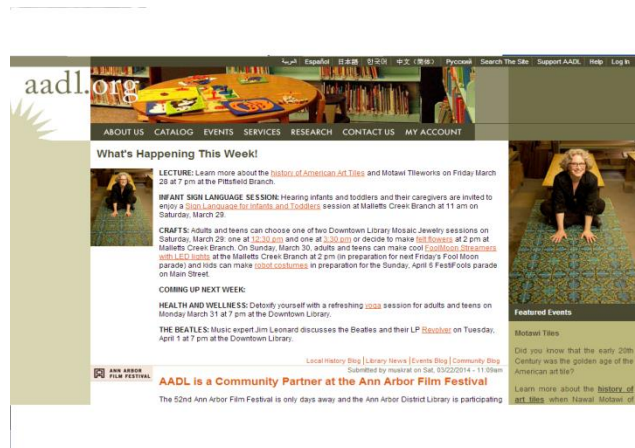 العربية Español 日本語 한국어 中文 (简体) Русский Search The Site Support AADL Help Log In
aadl.org
ABOUT US CATALOG EVENTS SERVICES RESEARCH CONTACT US MY ACCOUNT
What's Happening This Week!
LECTURE: Learn more about the history of American Art Tiles and Motawi Tileworks on Friday March
28 at 7 pm at the Pittsfield Branch.
INFANT SIGN LANGUAGE SESSION: Hearing infants and toddlers and their caregivers are invited to
enjoy a Sign Language for Infants and Toddlers session at Malletts Creek Branch at 11 am on
Saturday, March 29.
CRAFTS: Adults and teens can choose one of two Downtown Library Mosaic Jewelry sessions on
Saturday, March 29: one at 12:30 pm and one at 3:30 pm or decide to make felt flowers at 2 pm at
Malletts Creek Branch. On Sunday, March 30, adults and teens can make cool FoolMoon Streamers
with LED lights at the Malletts Creek Branch at 2 pm (in preparation for next Friday's Fool Moon
parade) and kids can make robot costumes in preparation for the Sunday, April 6 FestiFools parade
on Main Street.
COMING UP NEXT WEEK:
HEALTH AND WELLNESS: Detoxify yourself with a refreshing yoga session for adults and teens on
Monday March 31 at 7 pm at the Downtown Library.
THE BEATLES: Music expert Jim Leonard discusses the Beatles and their LP Revolver on Tuesday,
April 1 at 7 pm at the Downtown Library.
Local History Blog | Library News | Events Blog | Community Blog
Submitted by muskrat on Sat, 03/22/2014 - 11:09am
ANN ARBOR
FILM FESTIVAL
AADL is a Community Partner at the Ann Arbor Film Festival
The 52nd Ann Arbor Film Festival is only days away and the Ann Arbor District Library is participating
Featured Events
Motawi Tiles
Did you know that the early 20th
Century was the golden age of the
American art tile?
Learn more about the history of
art tiles when Nawal Motawi of